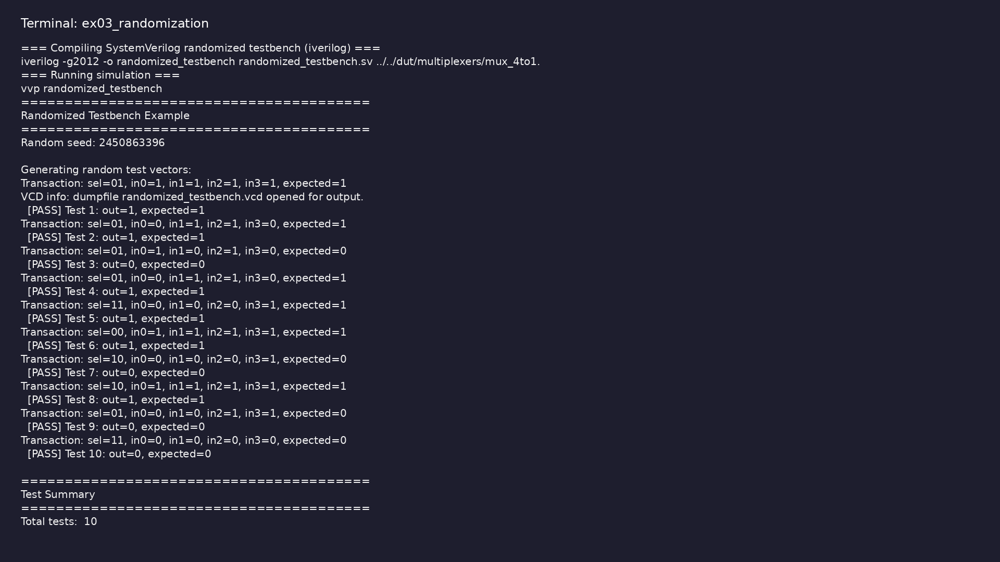 Terminal: ex03_randomization
=== Compiling SystemVerilog randomized testbench (iverilog) ===
iverilog -g2012 -o randomized_testbench randomized_testbench.sv ../../dut/multiplexers/mux_4to1.
=== Running simulation ===
vvp randomized_testbench
========================================
Randomized Testbench Example
========================================
Random seed: 2450863396

Generating random test vectors:
Transaction: sel=01, in0=1, in1=1, in2=1, in3=1, expected=1
VCD info: dumpfile randomized_testbench.vcd opened for output.
  [PASS] Test 1: out=1, expected=1
Transaction: sel=01, in0=0, in1=1, in2=1, in3=0, expected=1
  [PASS] Test 2: out=1, expected=1
Transaction: sel=01, in0=1, in1=0, in2=1, in3=0, expected=0
  [PASS] Test 3: out=0, expected=0
Transaction: sel=01, in0=0, in1=1, in2=1, in3=0, expected=1
  [PASS] Test 4: out=1, expected=1
Transaction: sel=11, in0=0, in1=0, in2=0, in3=1, expected=1
  [PASS] Test 5: out=1, expected=1
Transaction: sel=00, in0=1, in1=1, in2=1, in3=1, expected=1
  [PASS] Test 6: out=1, expected=1
Transaction: sel=10, in0=0, in1=0, in2=0, in3=1, expected=0
  [PASS] Test 7: out=0, expected=0
Transaction: sel=10, in0=1, in1=1, in2=1, in3=1, expected=1
  [PASS] Test 8: out=1, expected=1
Transaction: sel=01, in0=0, in1=0, in2=1, in3=1, expected=0
  [PASS] Test 9: out=0, expected=0
Transaction: sel=11, in0=0, in1=0, in2=0, in3=0, expected=0
  [PASS] Test 10: out=0, expected=0

========================================
Test Summary
========================================
Total tests:  10